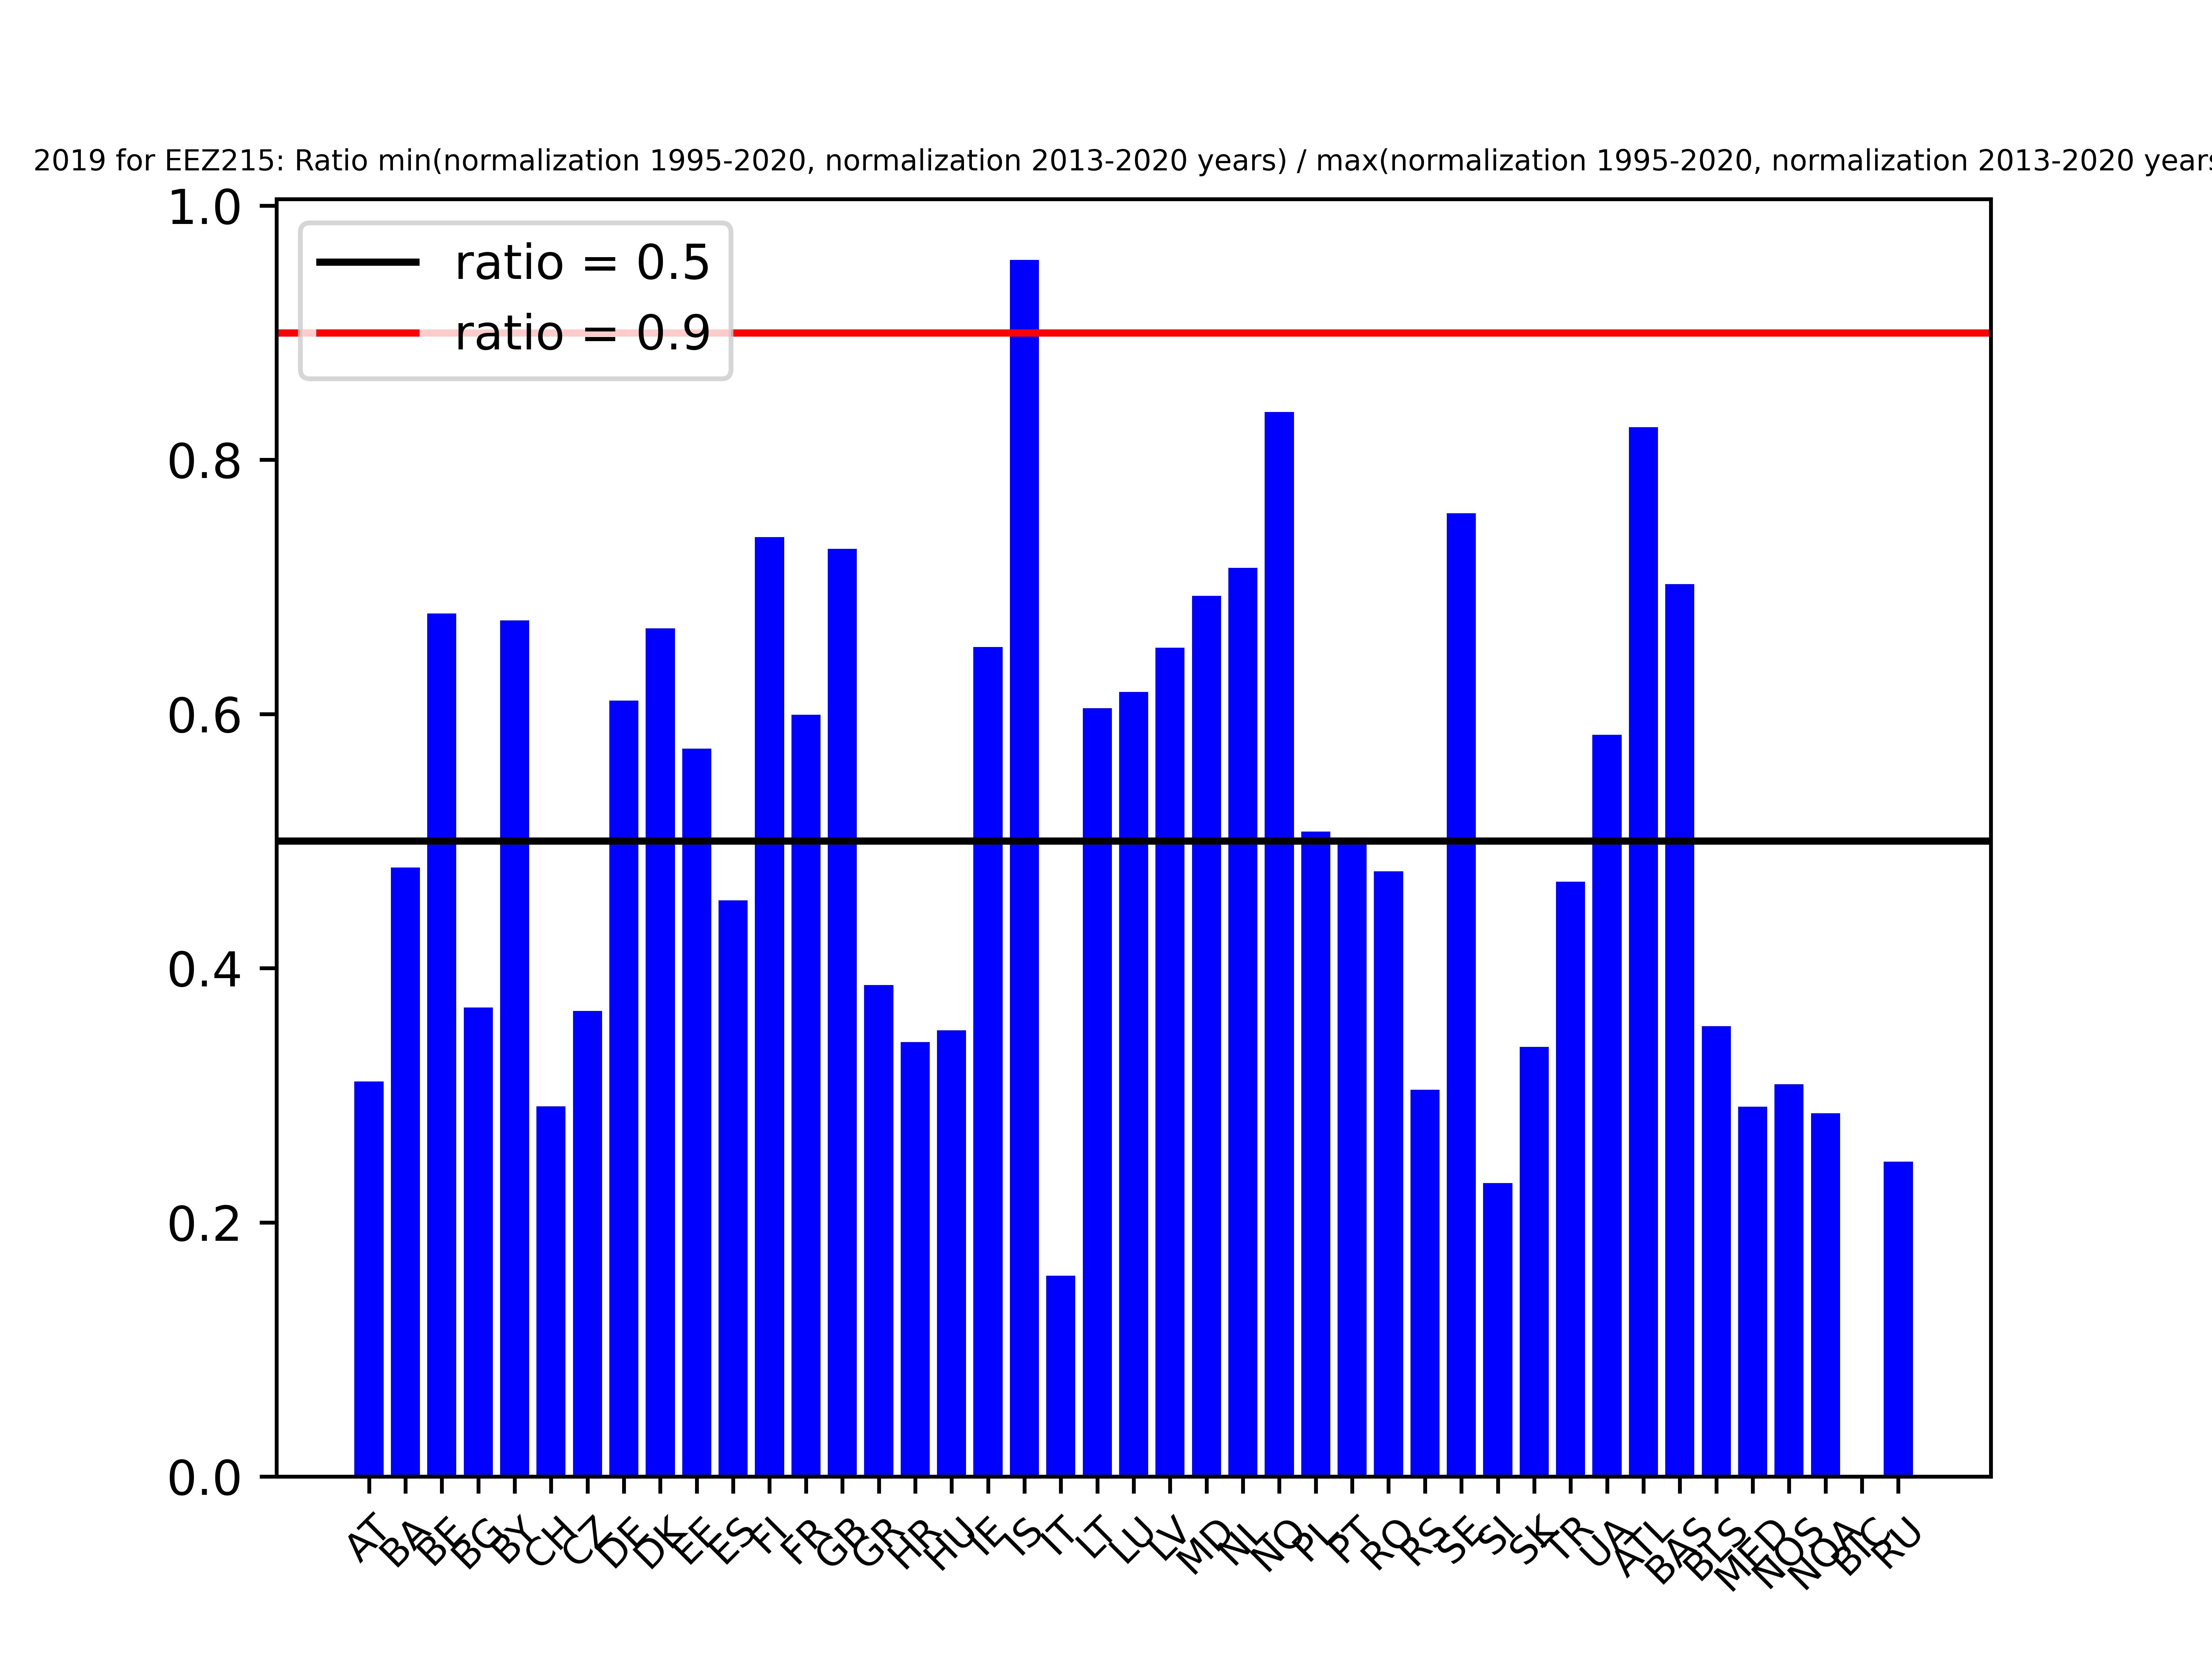 2019 for EEZ215: Ratio min(normalization 1995-2020, normalization 2013-2020 years) / max(normalization 1995-2020, normalization 2013-2020 years
ratio = 0.5
ratio = 0.9
1.0
0.8
0.6
0.4
0.2
0.0
AT BA BE BG BY CH CZ DE DK EE ES FI FR GB GR HR HU IE IS IT LT LU LV MD NL NO PL PT RO RS SE SI SK TR UA ATL BAS BLS MED NOS NOA BIC RU